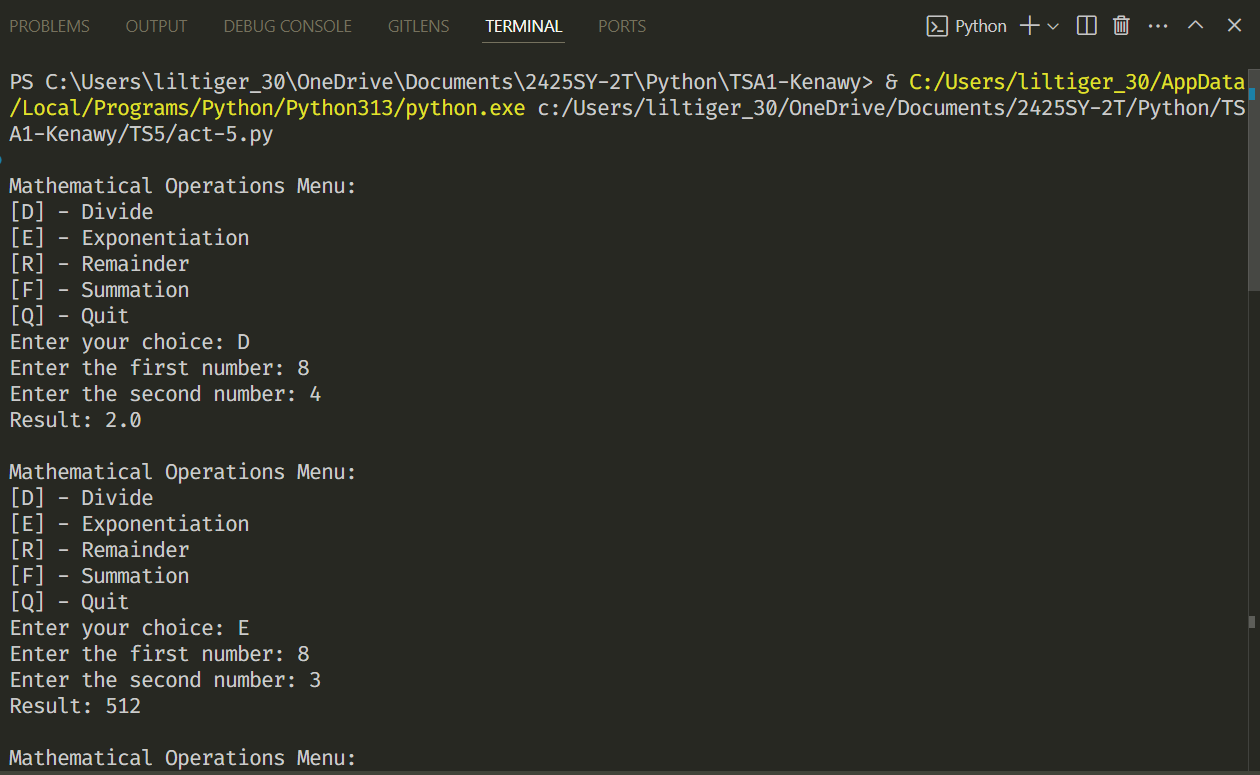 PROBLEMS OUTPUT DEBUG CONSOLE GITLENS TERMINAL PORTS Python
PS C:\Users\liltiger_30\OneDrive\Documents\2425SY-2T\Python\TSA1-Kenawy> & C:/Users/liltiger_30/AppData
/Local/Programs/Python/Python313/python.exe c:/Users/liltiger_30/OneDrive/Documents/2425SY-2T/Python/TS
A1-Kenawy/TS5/act-5.py
Mathematical Operations Menu:
[D] - Divide
[E] - Exponentiation
[R] - Remainder
[F] - Summation
[Q] - Quit
Enter your choice: D
Enter the first number: 8
Enter the second number: 4
Result: 2.0
Mathematical Operations Menu:
[D] - Divide
[E] - Exponentiation
[R] - Remainder
[F] - Summation
[Q] - Quit
Enter your choice: E
Enter the first number: 8
Enter the second number: 3
Result: 512
Mathematical Operations Menu: